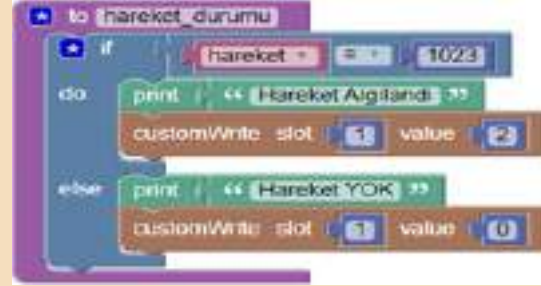 to hareket_durumu
if hareket = 1023
do print “ Hareket Algılandı ”
customWrite slot 1 value 2
else print “ Hareket YOK ”
customWrite slot 1 value 0